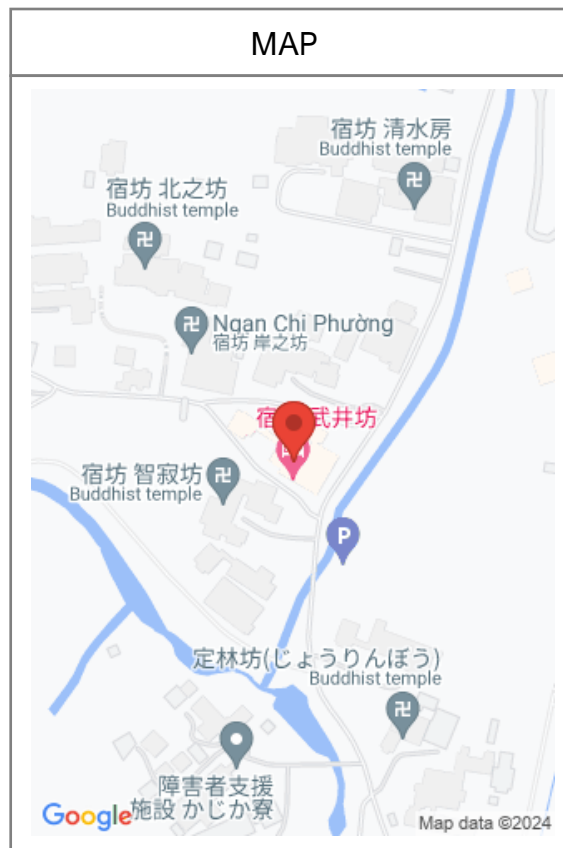 MAP
宿坊 清水房
Buddhist temple
宿坊 北之坊
Buddhist temple
Ngan Chi Phường
宿坊 岸之坊
宿 武井坊
宿坊 智寂坊
Buddhist temple
P
定林坊(じょうりんぼう)
Buddhist temple
障害者支援
施設 かじか寮
Google
Map data ©2024